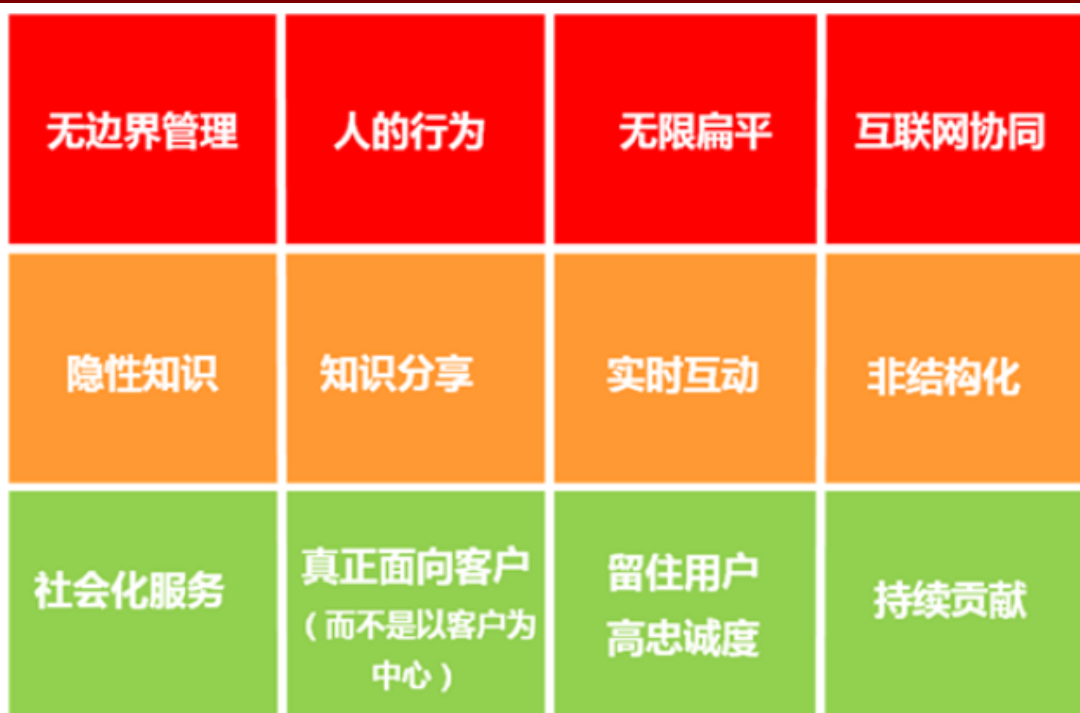 无边界管理
人的行为
无限扁平
互联网协同
隐性知识
知识分享
实时互动
非结构化
社会化服务
真正面向客户
（而不是以客户为
中心）
留住用户
高忠诚度
持续贡献